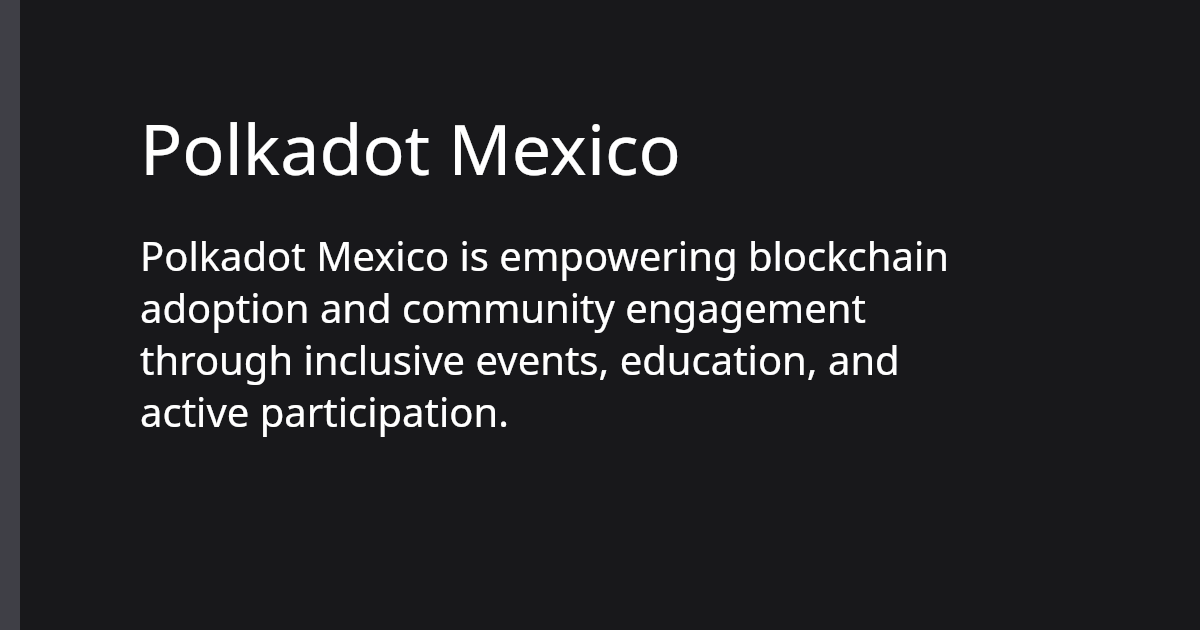 Polkadot Mexico
Polkadot Mexico is empowering blockchain
adoption and community engagement
through inclusive events, education, and
active participation.